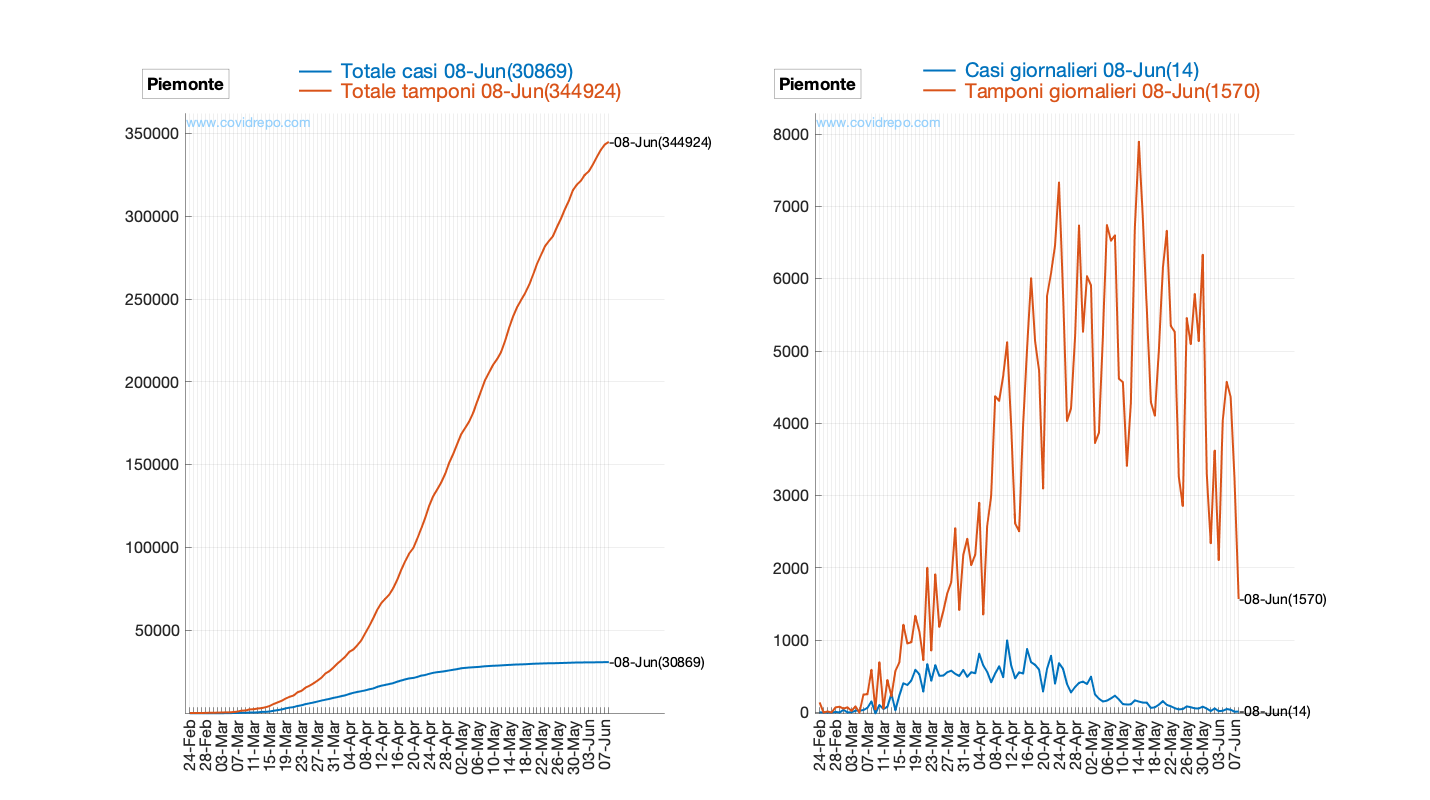 Piemonte
Totale casi 08-Jun(30869)
Totale tamponi 08-Jun(344924)
www.covidrepo.com
350000
300000
250000
200000
150000
100000
50000
08-Jun(344924)
08-Jun(30869)
24-Feb
28-Feb
03-Mar
07-Mar
11-Mar
15-Mar
19-Mar
23-Mar
27-Mar
31-Mar
04-Apr
08-Apr
12-Apr
16-Apr
20-Apr
24-Apr
28-Apr
02-May
06-May
10-May
14-May
18-May
22-May
26-May
30-May
03-Jun
07-Jun
Piemonte
Casi giornalieri 08-Jun(14)
Tamponi giornalieri 08-Jun(1570)
www.covidrepo.com
8000
7000
6000
5000
4000
3000
2000
1000
0
08-Jun(1570)
08-Jun(14)
24-Feb
28-Feb
03-Mar
07-Mar
11-Mar
15-Mar
19-Mar
23-Mar
27-Mar
31-Mar
04-Apr
08-Apr
12-Apr
16-Apr
20-Apr
24-Apr
28-Apr
02-May
06-May
10-May
14-May
18-May
22-May
26-May
30-May
03-Jun
07-Jun